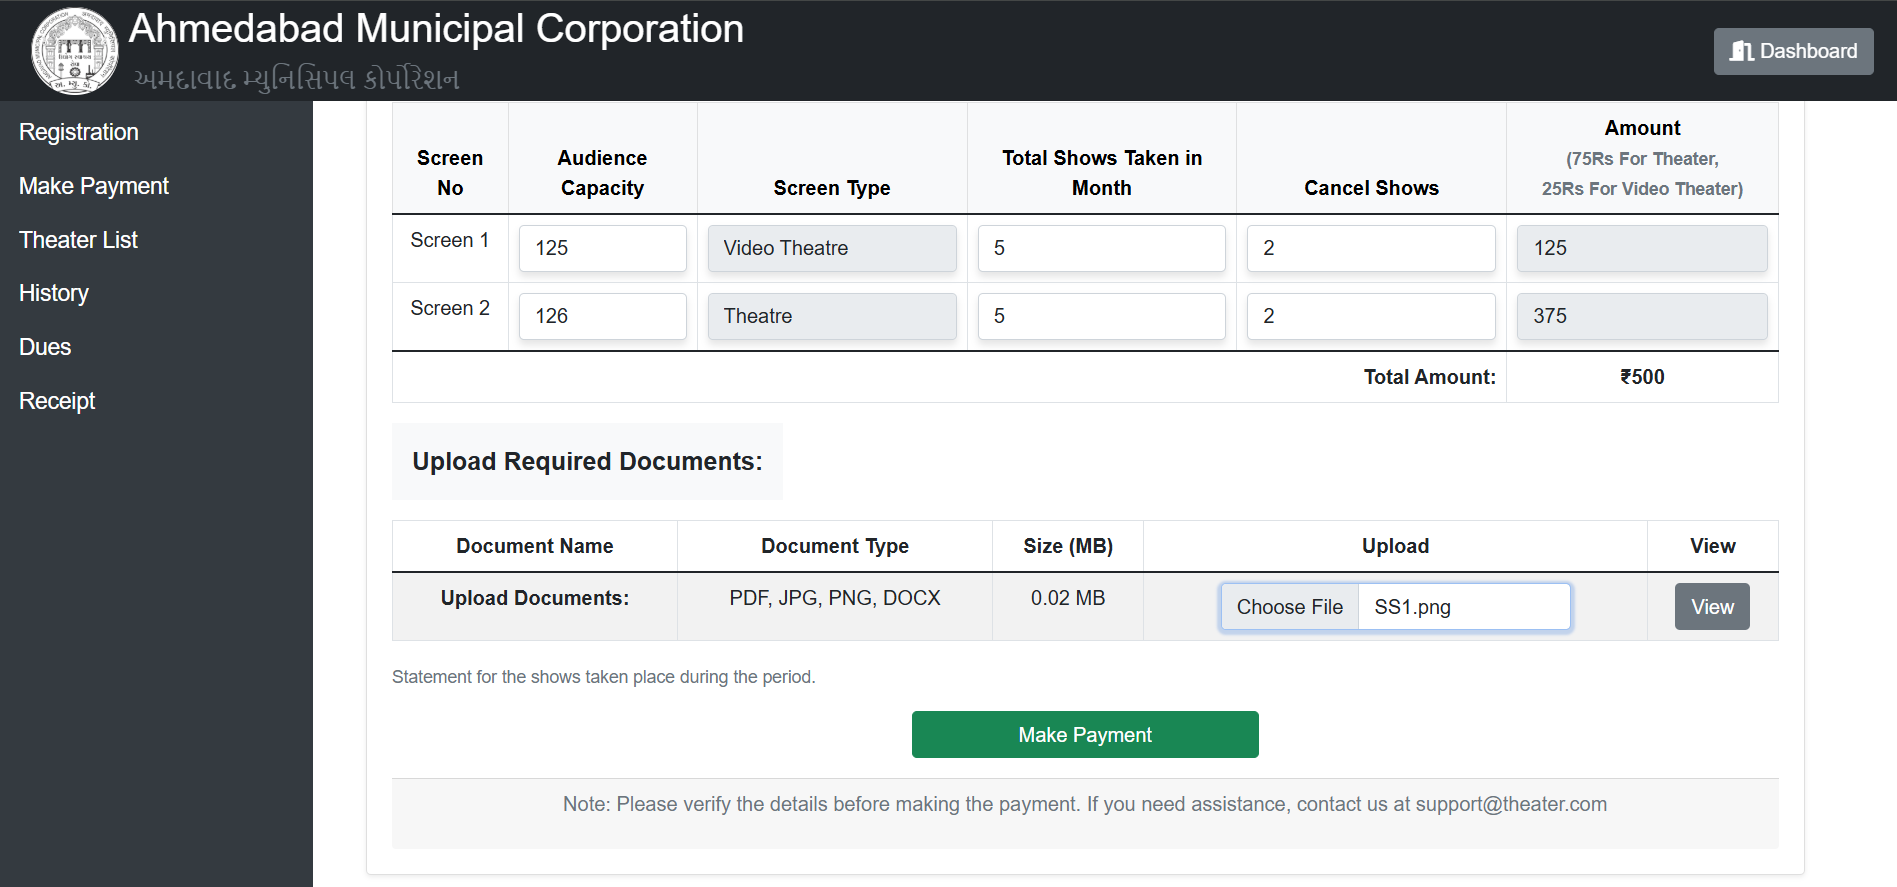 Ahmedabad Municipal Corporation
અમદાવાદ મ્યુનિસિપલ કોર્પોરેશન
Dashboard
Registration
Make Payment
Theater List
History
Dues
Receipt
Screen No
Audience Capacity
Screen Type
Total Shows Taken in Month
Cancel Shows
Amount
(75Rs For Theater,
25Rs For Video Theater)
Screen 1 125 Video Theatre 5 2 125
Screen 2 126 Theatre 5 2 375
Total Amount: ₹500
Upload Required Documents:
Document Name Document Type Size (MB) Upload View
Upload Documents: PDF, JPG, PNG, DOCX 0.02 MB Choose File SS1.png View
Statement for the shows taken place during the period.
Make Payment
Note: Please verify the details before making the payment. If you need assistance, contact us at support@theater.com